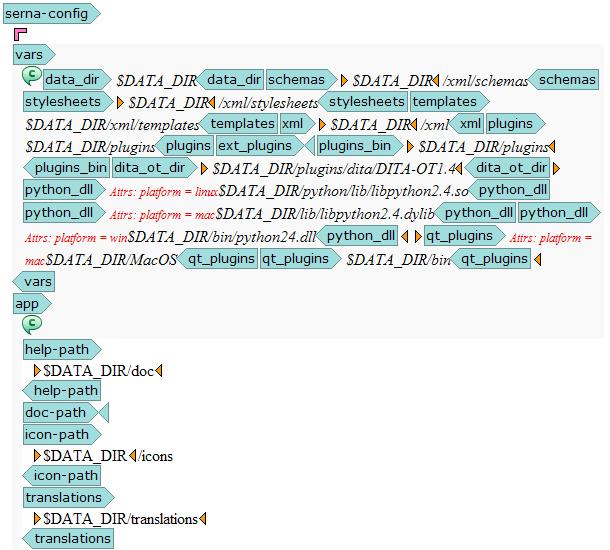 serna-config
vars
C data_dir $DATA_DIR data_dir schemas $DATA_DIR /xml/schemas schemas
stylesheets $DATA_DIR /xml/stylesheets stylesheets templates
$DATA_DIR/xml/templates templates xml $DATA_DIR /xml xml plugins
$DATA_DIR/plugins plugins ext_plugins plugins_bin $DATA_DIR/plugins
plugins_bin dita_ot_dir $DATA_DIR/plugins/dita/DITA-OT1.4 dita_ot_dir
python_dll Attrs: platform = linux$DATA_DIR/python/lib/libpython2.4.so python_dll
python_dll Attrs: platform = mac$DATA_DIR/lib/libpython2.4.dylib python_dll python_dll
Attrs: platform = win$DATA_DIR/bin/python24.dll python_dll qt_plugins Attrs: platform =
mac$DATA_DIR/MacOS qt_plugins qt_plugins $DATA_DIR/bin qt_plugins
vars
app
C
help-path
$DATA_DIR/doc
help-path
doc-path
icon-path
$DATA_DIR /icons
icon-path
translations
$DATA_DIR/translations
translations